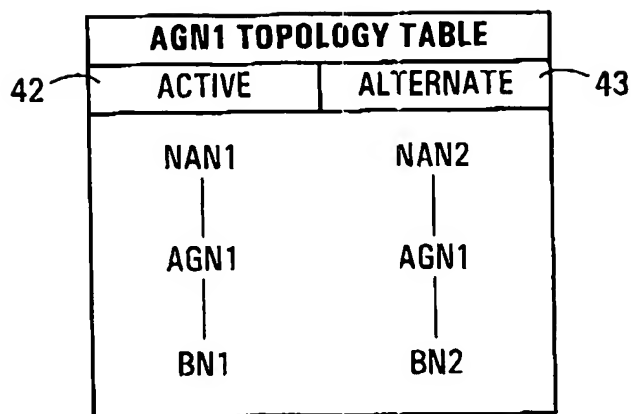 AGN1 TOPOLOGY TABLE
42 ACTIVE ALTERNATE 43
NAN1 NAN2
AGN1 AGN1
BN1 BN2